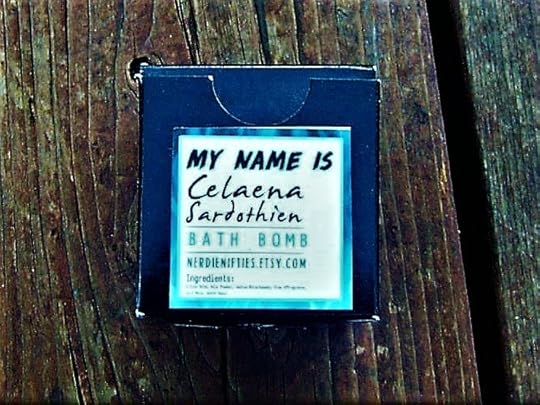 MY NAME IS
Celaena
Sardothien
BATH BOMB
NERDIENIFTIES.ETSY.COM
Ingredients: